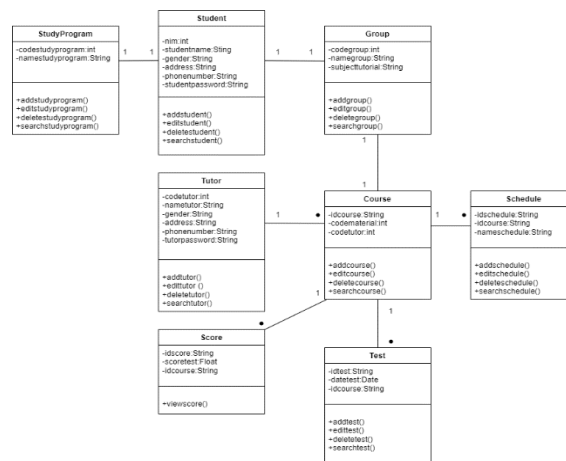 StudyProgram
-codestudyprogram:int
-namestudyprogram:String
+addstudyprogram()
+editstudyprogram()
+deletestudyprogram()
+searchstudyprogram()
1
1
Student
-nim:int
-studentname:String
-gender:String
-address:String
-phonenumber:String
-studentpassword:String
+addstudent()
+editstudent()
+deletestudent()
+searchstudent()
1
1
Group
-codegroup:int
-namegroup:String
-subjecttutorial:String
+addgroup()
+editgroup()
+deletegroup()
+searchgroup()
1
1
Tutor
-codetutor:int
-nametutor:String
-gender:String
-address:String
-phonenumber:String
-tutorpassword:String
+addtutor()
+edittutor ()
+deletetutor()
+searchtutor()
1
Course
-idcourse:String
-codematerial:int
-codetutor:int
+addcourse()
+editcourse()
+deletecourse()
+searchcourse()
1
Schedule
-idschedule:String
-idcourse:String
-nameschedule:String
+addschedule()
+editschedule()
+deleteschedule()
+searchschedule()
1
1
Score
-idscore:String
-scoretest:Float
-idcourse:String
+viewscore()
Test
-idtest:String
-datetest:Date
-idcourse:String
+addtest()
+edittest()
+deletetest()
+searchtest()